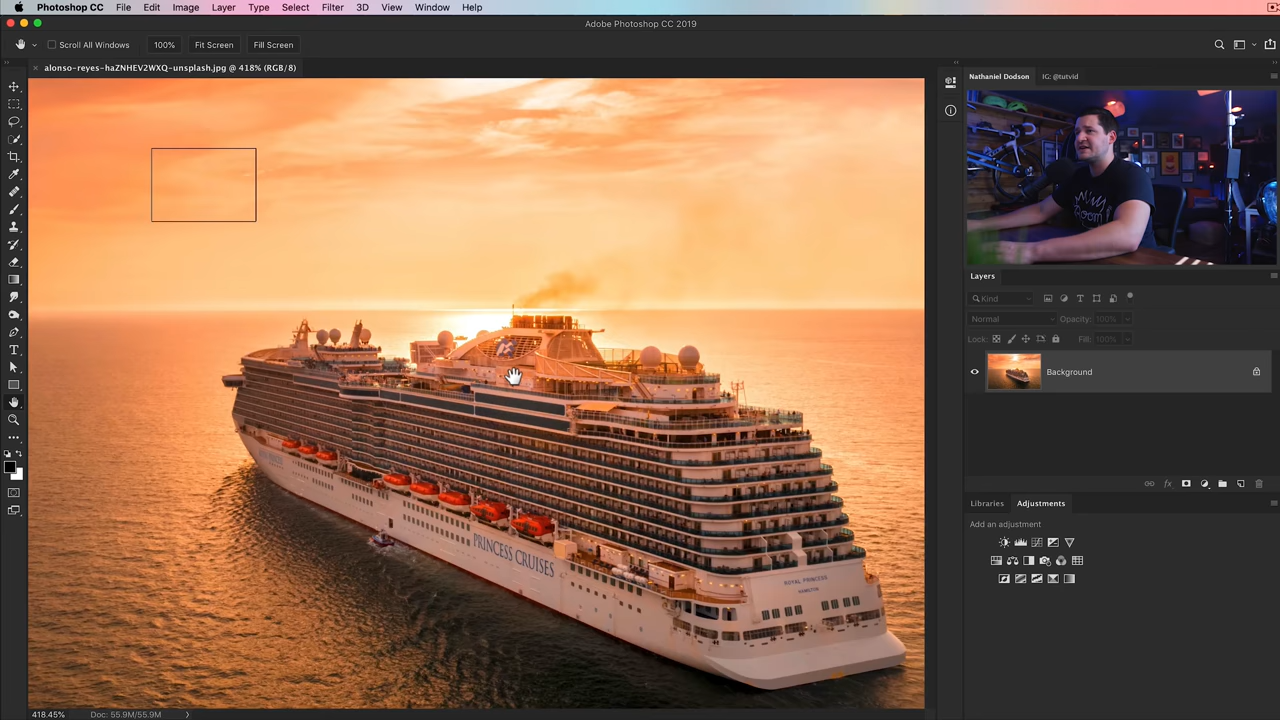 Photoshop CC File Edit Image Layer Type Select Filter 3D View Window Help
Adobe Photoshop CC 2019
Scroll All Windows 100% Fit Screen Fill Screen
alonso-reyes-haZNHEV2WXQ-unsplash.jpg @ 418% (RGB/8)
Nathaniel Dodson IG: @tutvid
Layers
Kind
Normal Opacity: 100%
Lock: Fill: 100%
Background
Libraries Adjustments
Add an adjustment
PRINCESS CRUISES
ROYAL PRINCESS
HAMILTON
418.45% Doc: 55.9M/55.9M